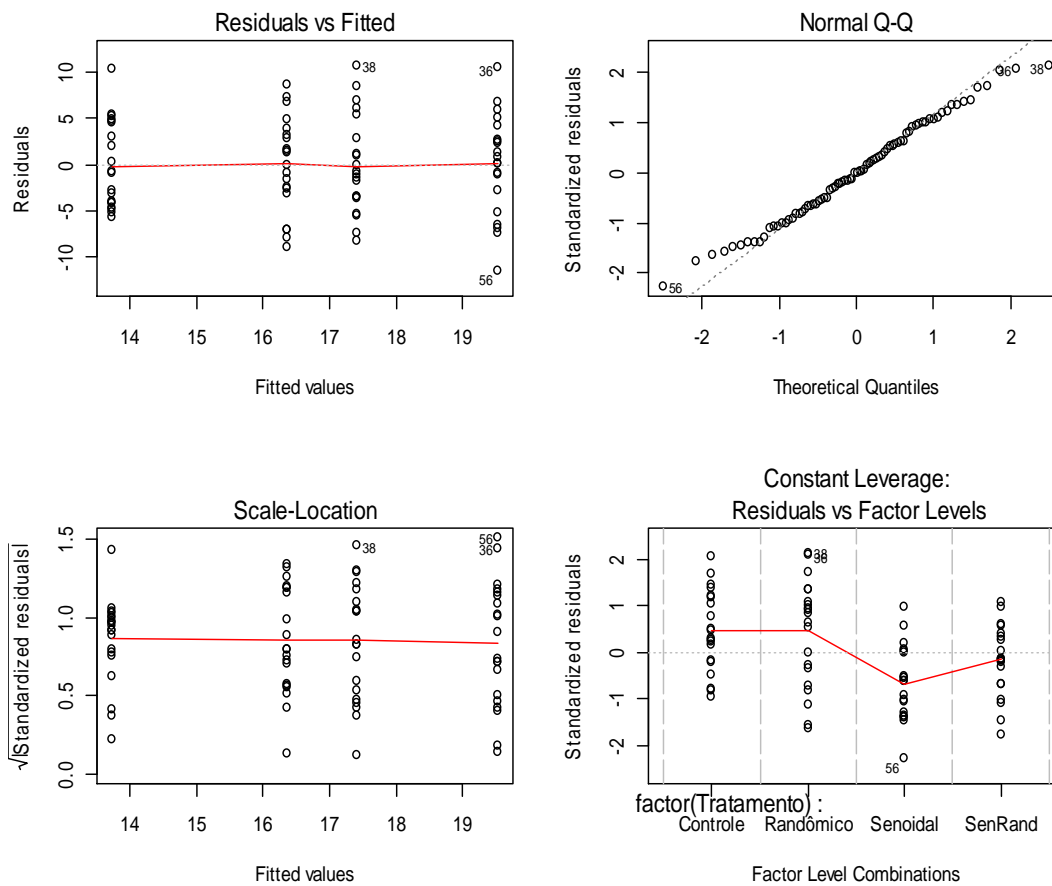 Residuals vs Fitted
Residuals
-10
-5
0
5
10
38
36
56
14
15
16
17
18
19
Fitted values
Normal Q-Q
Standardized residuals
-2
-1
0
1
2
36
38
56
-2
-1
0
1
2
Theoretical Quantiles
Scale-Location
√|Standardized residuals|
0.0
0.5
1.0
1.5
38
56
36
14
15
16
17
18
19
Fitted values
Constant Leverage:
Residuals vs Factor Levels
Standardized residuals
-2
-1
0
1
2
38
36
56
factor(Tratamento) :
Controle
Randômico
Senoidal
SenRand
Factor Level Combinations